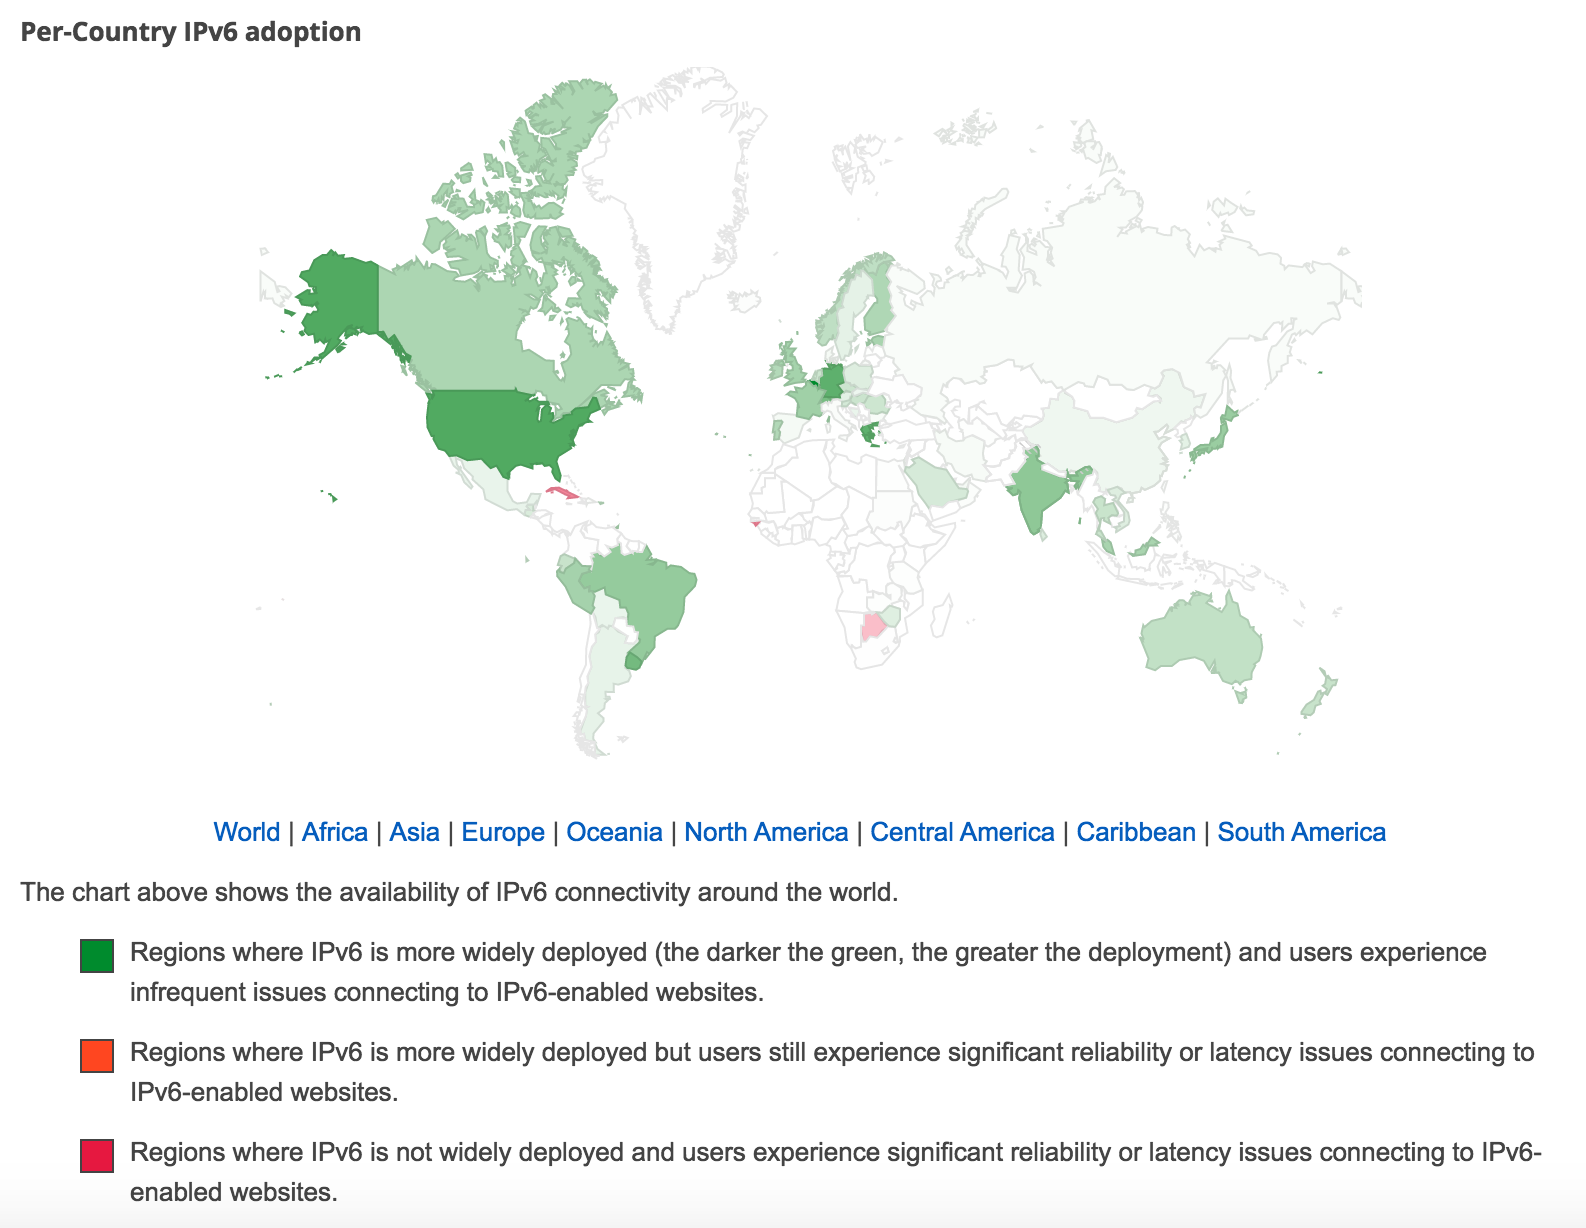 Per-Country IPv6 adoption
World | Africa | Asia | Europe | Oceania | North America | Central America | Caribbean | South America
The chart above shows the availability of IPv6 connectivity around the world.
Regions where IPv6 is more widely deployed (the darker the green, the greater the deployment) and users experience
infrequent issues connecting to IPv6-enabled websites.
Regions where IPv6 is more widely deployed but users still experience significant reliability or latency issues connecting to
IPv6-enabled websites.
Regions where IPv6 is not widely deployed and users experience significant reliability or latency issues connecting to IPv6-
enabled websites.